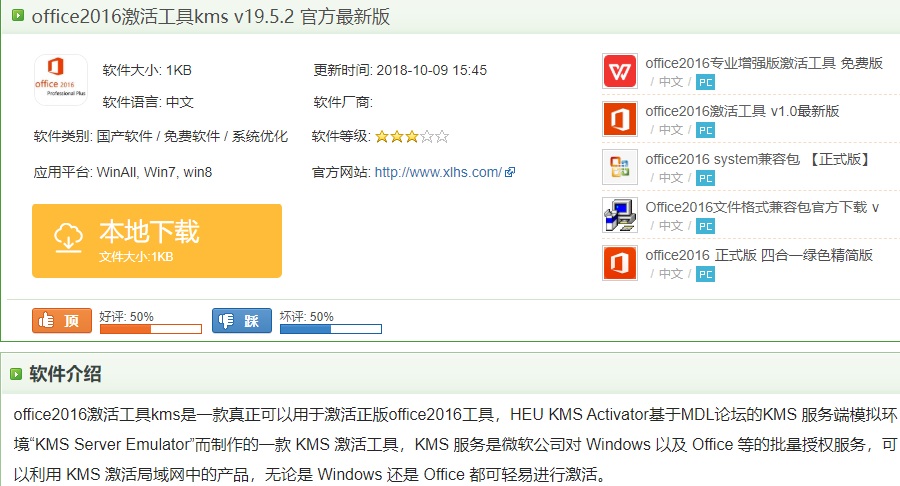 office2016激活工具kms v19.5.2 官方最新版
office 2016
Professional Plus
软件大小: 1KB
更新时间: 2018-10-09 15:45
软件语言: 中文
软件厂商:
软件类别: 国产软件 / 免费软件 / 系统优化
软件等级:
应用平台: WinAll, Win7, win8
官方网站: http://www.xlhs.com/
本地下载
文件大小:1KB
office2016专业增强版激活工具 免费版
/ 中文 / PC
office2016激活工具 v1.0最新版
/ 中文 / PC
office2016 system兼容包 【正式版】
/ 中文 / PC
Office2016文件格式兼容包官方下载 v
/ 中文 / PC
office2016 正式版 四合一绿色精简版
/ 中文 / PC
顶
好评: 50%
踩
坏评: 50%
软件介绍
office2016激活工具kms是一款真正可以用于激活正版office2016工具，HEU KMS Activator基于MDL论坛的KMS 服务端模拟环
境“KMS Server Emulator”而制作的一款 KMS 激活工具，KMS 服务是微软公司对 Windows 以及 Office 等的批量授权服务，可
以利用 KMS 激活局域网中的产品，无论是 Windows 还是 Office 都可轻易进行激活。